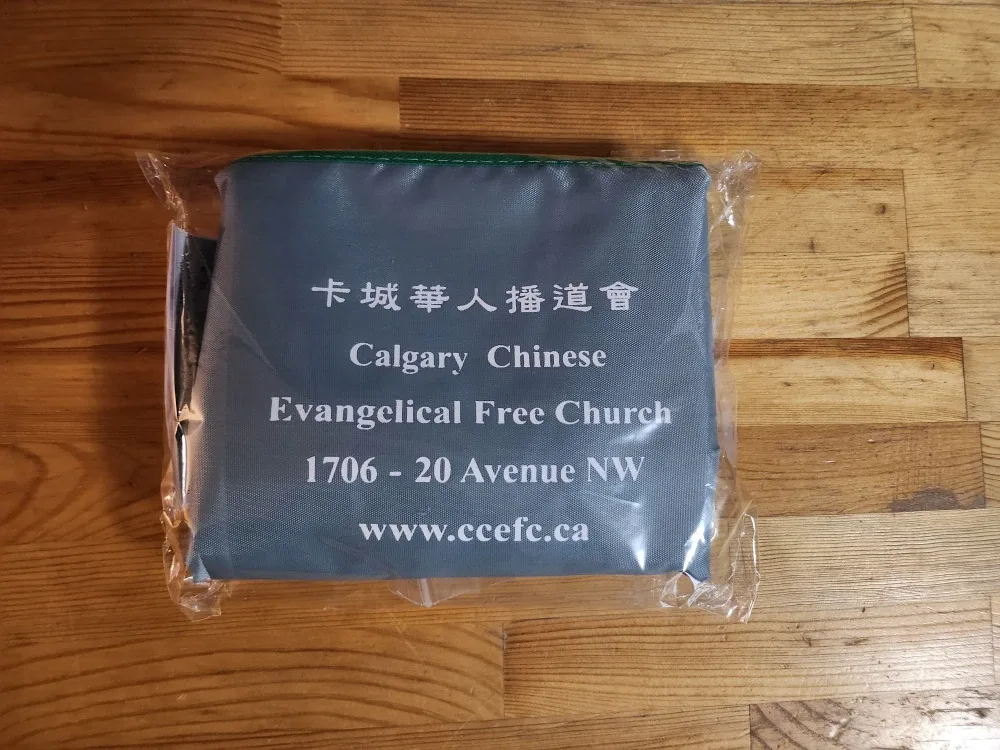 卡城華人播道會
Calgary Chinese
Evangelical Free Church
1706 - 20 Avenue NW
www.ccefc.ca